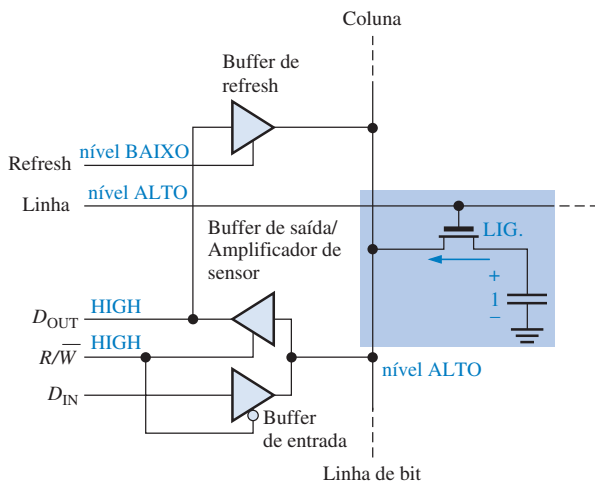 Coluna
Buffer de
refresh
nível BAIXO
Refresh
nível ALTO
Linha
Buffer de saída/
Amplificador de
sensor
LIG.
+
1
−
HIGH
D_OUT
HIGH
R/W̅
nível ALTO
D_IN
Buffer
de entrada
Linha de bit